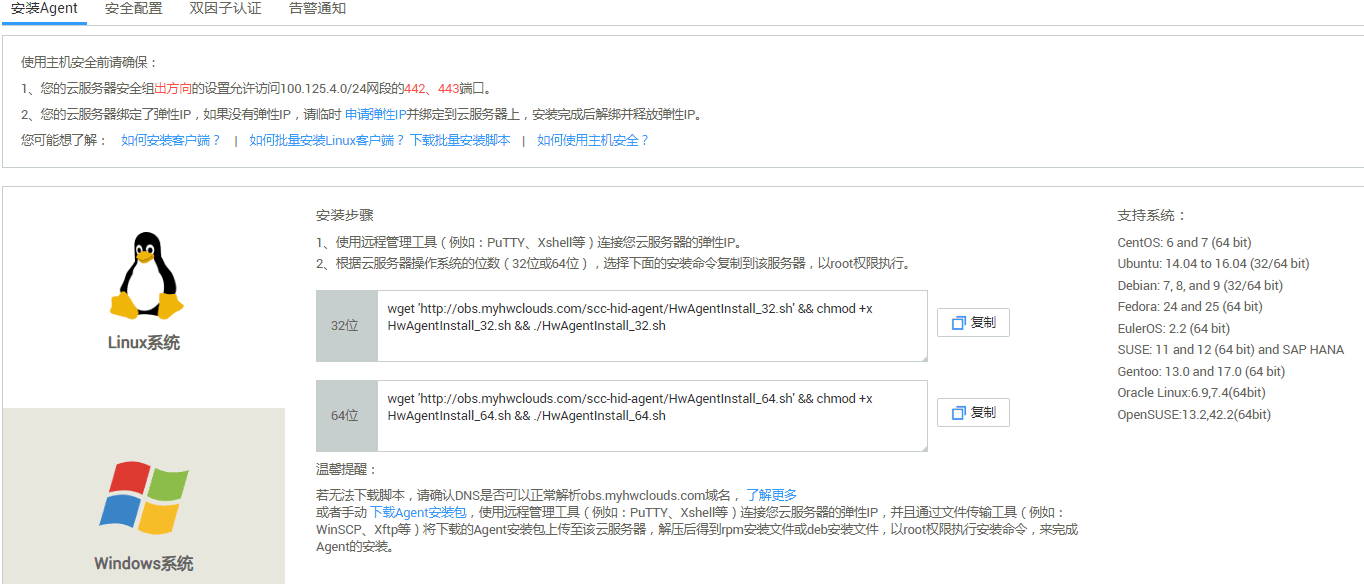 安装Agent 安全配置 双因子认证 告警通知
使用主机安全前请确保：
1、您的云服务器安全组出方向的设置允许访问100.125.4.0/24网段的442、443端口。
2、您的云服务器绑定了弹性IP，如果没有弹性IP，请临时 申请弹性IP并绑定到云服务器上，安装完成后解绑并释放弹性IP。
您可能想了解： 如何安装客户端？ | 如何批量安装Linux客户端？下载批量安装脚本 | 如何使用主机安全？
Linux系统
Windows系统
安装步骤
1、使用远程管理工具（例如：PuTTY、Xshell等）连接您云服务器的弹性IP。
2、根据云服务器操作系统的位数（32位或64位），选择下面的安装命令复制到该服务器，以root权限执行。
32位
wget 'http://obs.myhwclouds.com/scc-hid-agent/HwAgentInstall_32.sh' && chmod +x
HwAgentInstall_32.sh && ./HwAgentInstall_32.sh
复制
64位
wget 'http://obs.myhwclouds.com/scc-hid-agent/HwAgentInstall_64.sh' && chmod +x
HwAgentInstall_64.sh && ./HwAgentInstall_64.sh
复制
温馨提醒：
若无法下载脚本，请确认DNS是否可以正常解析obs.myhwclouds.com域名， 了解更多
或者手动 下载Agent安装包，使用远程管理工具（例如：PuTTY、Xshell等）连接您云服务器的弹性IP，并且通过文件传输工具（例如：
WinSCP、Xftp等）将下载的Agent安装包上传至该云服务器，解压后得到rpm安装文件或deb安装文件，以root权限执行安装命令，来完成
Agent的安装。
支持系统：
CentOS: 6 and 7 (64 bit)
Ubuntu: 14.04 to 16.04 (32/64 bit)
Debian: 7, 8, and 9 (32/64 bit)
Fedora: 24 and 25 (64 bit)
EulerOS: 2.2 (64 bit)
SUSE: 11 and 12 (64 bit) and SAP HANA
Gentoo: 13.0 and 17.0 (64 bit)
Oracle Linux:6.9,7.4(64bit)
OpenSUSE:13.2,42.2(64bit)